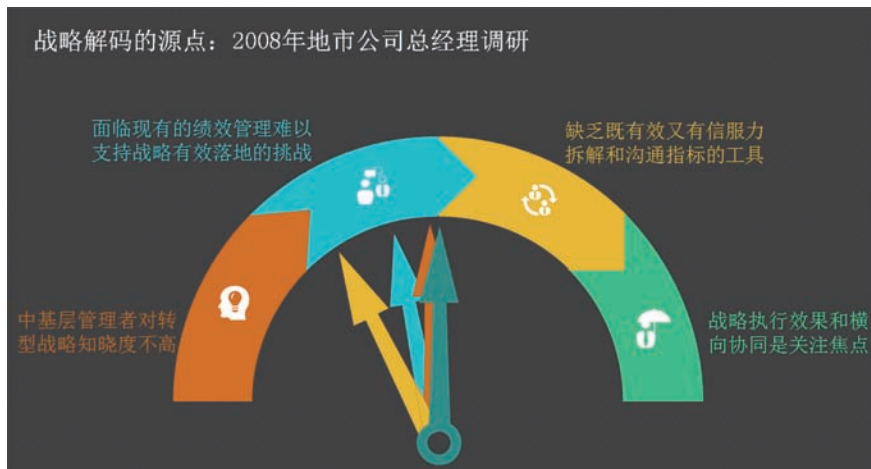 战略解码的源点：2008年地市公司总经理调研
面临现有的绩效管理难以
支持战略有效落地的挑战
缺乏既有效又有信服力
拆解和沟通指标的工具
中基层管理者对转
型战略知晓度不高
战略执行效果和横
向协同是关注焦点